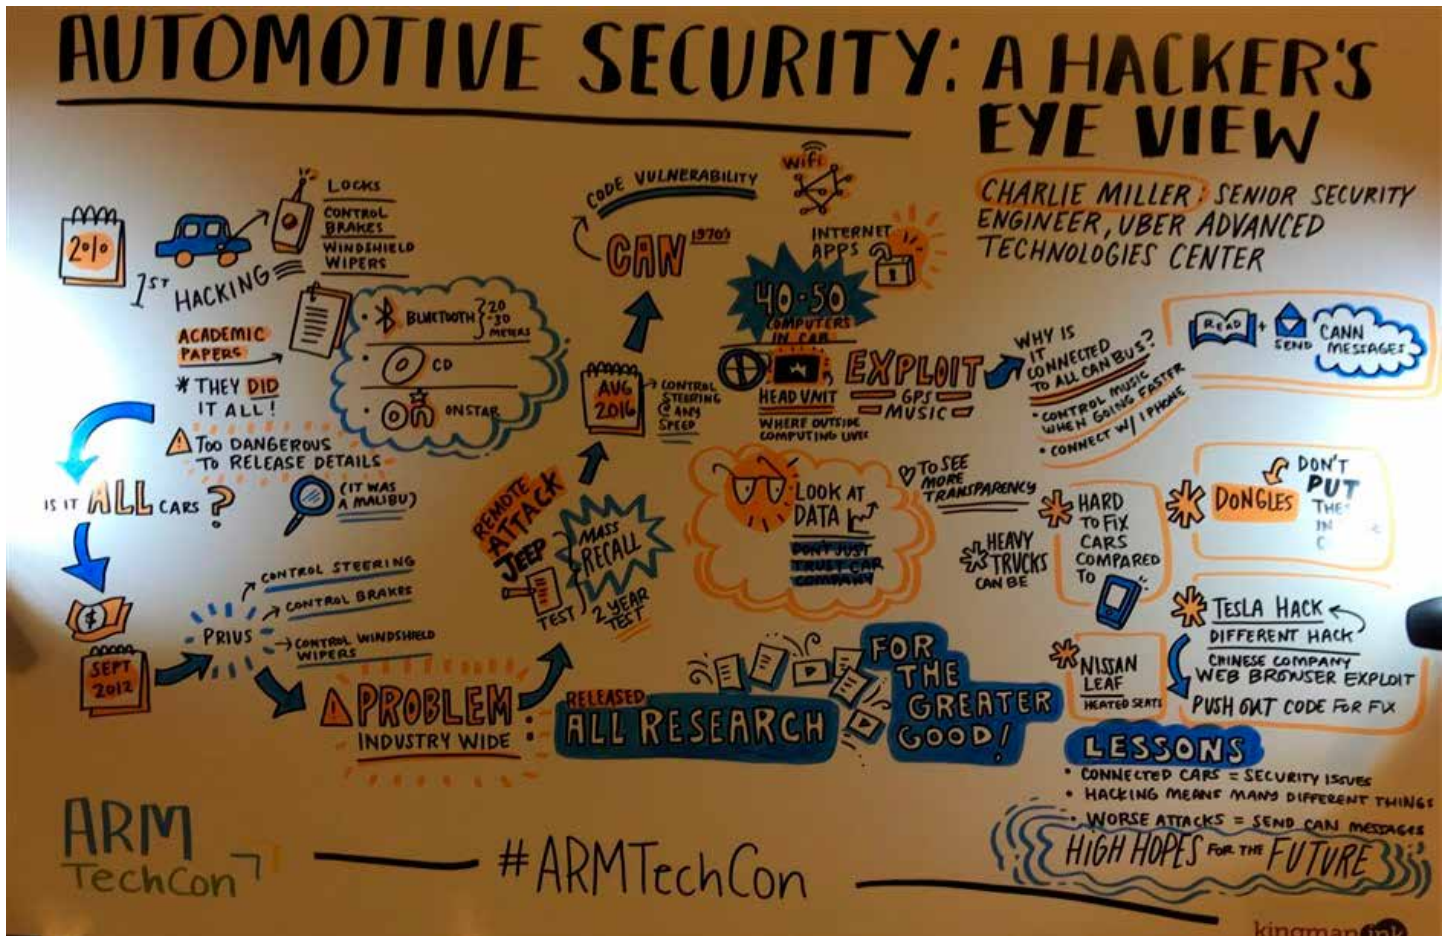 AUTOMOTIVE SECURITY: A HACKER'S
EYE VIEW
CHARLIE MILLER: SENIOR SECURITY
ENGINEER, UBER ADVANCED
TECHNOLOGIES CENTER
1ST HACKING
LOCKS
CONTROL
BRAKES
WINDSHIELD
WIPERS
ACADEMIC
PAPERS
* THEY DID
IT ALL!
• BLUETOOTH 20
-30
METERS
• CD
• ON ONSTAR
TOO DANGEROUS
TO RELEASE DETAILS
(IT WAS
A MALIBU)
IS IT ALL CARS?
$
SEPT
2012
PRIUS
CONTROL STEERING
CONTROL BRAKES
CONTROL WINDSHIELD
WIPERS
PROBLEM
INDUSTRY WIDE
REMOTE
ATTACK
JEEP
TEST
MASS
RECALL
2 YEAR
TEST
AUG
2016
CONTROL
STEERING
@ ANY
SPEED
CAN 1970's
CODE VULNERABILITY
WIFI
INTERNET
APPS
40-50
COMPUTERS
IN CAR
HEAD UNIT
WHERE OUTSIDE
COMPUTING LIVES
EXPLOIT
GPS
MUSIC
WHY IS
IT
CONNECTED
TO ALL CAN BUS?
• CONTROL MUSIC
WHEN GOING FASTER
• CONNECT W/ IPHONE
READ + SEND
CANN
MESSAGES
LOOK AT
DATA
DON'T JUST
TRUST CAR
COMPANY
TO SEE
MORE
TRANSPARENCY
HEAVY
TRUCKS
CAN BE
HARD
TO FIX
CARS
COMPARED
TO
DONGLES
DON'T
PUT
IN
NISSAN
LEAF
HEATED SEATS
TESLA HACK
DIFFERENT HACK
CHINESE COMPANY
WEB BROWSER EXPLOIT
PUSH OUT CODE FOR FIX
RELEASED
ALL RESEARCH
FOR
THE
GREATER
GOOD!
LESSONS
• CONNECTED CARS = SECURITY ISSUES
• HACKING MEANS MANY DIFFERENT THINGS
• WORSE ATTACKS = SEND CAN MESSAGES
HIGH HOPES FOR THE FUTURE
ARM
TechCon
#ARMTechCon
kingmanink